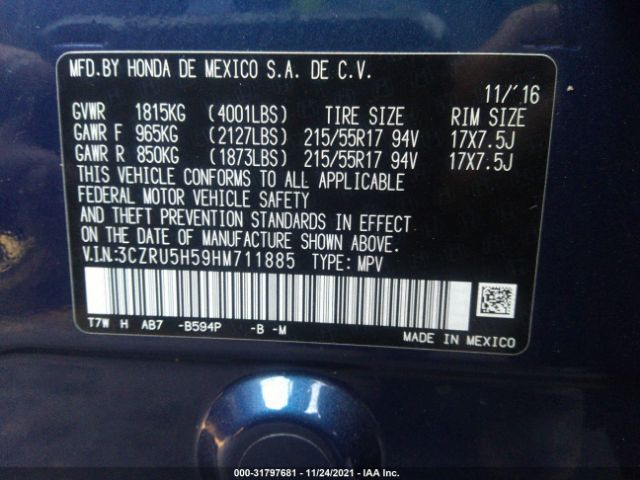 MFD.BY HONDA DE MEXICO S.A. DE C.V.
11/'16
GVWR 1815KG (4001LBS) TIRE SIZE RIM SIZE
GAWR F 965KG (2127LBS) 215/55R17 94V 17X7.5J
GAWR R 850KG (1873LBS) 215/55R17 94V 17X7.5J
THIS VEHICLE CONFORMS TO ALL APPLICABLE
FEDERAL MOTOR VEHICLE SAFETY
AND THEFT PREVENTION STANDARDS IN EFFECT
ON THE DATE OF MANUFACTURE SHOWN ABOVE.
V.I.N:3CZRU5H59HM711885 TYPE: MPV
T7W H AB7 -B594P -B -M
MADE IN MEXICO
000-31797681 - 11/24/2021 - IAA Inc.